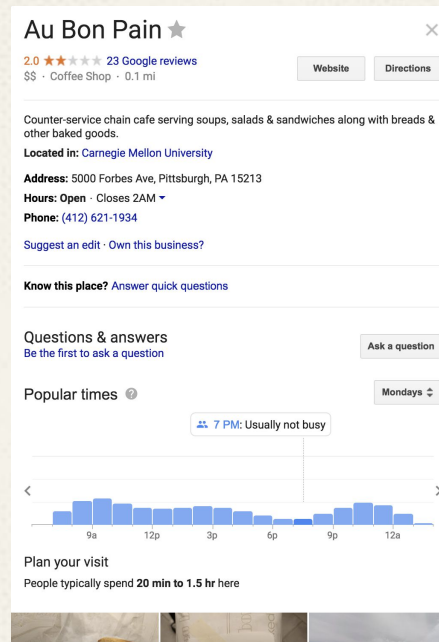 Au Bon Pain
2.0 23 Google reviews
$$ · Coffee Shop · 0.1 mi
Website
Directions
Counter-service chain cafe serving soups, salads & sandwiches along with breads &
other baked goods.
Located in: Carnegie Mellon University
Address: 5000 Forbes Ave, Pittsburgh, PA 15213
Hours: Open · Closes 2AM
Phone: (412) 621-1934
Suggest an edit · Own this business?
Know this place? Answer quick questions
Questions & answers
Be the first to ask a question
Ask a question
Popular times ?
Mondays
7 PM: Usually not busy
9a 12p 3p 6p 9p 12a
Plan your visit
People typically spend 20 min to 1.5 hr here